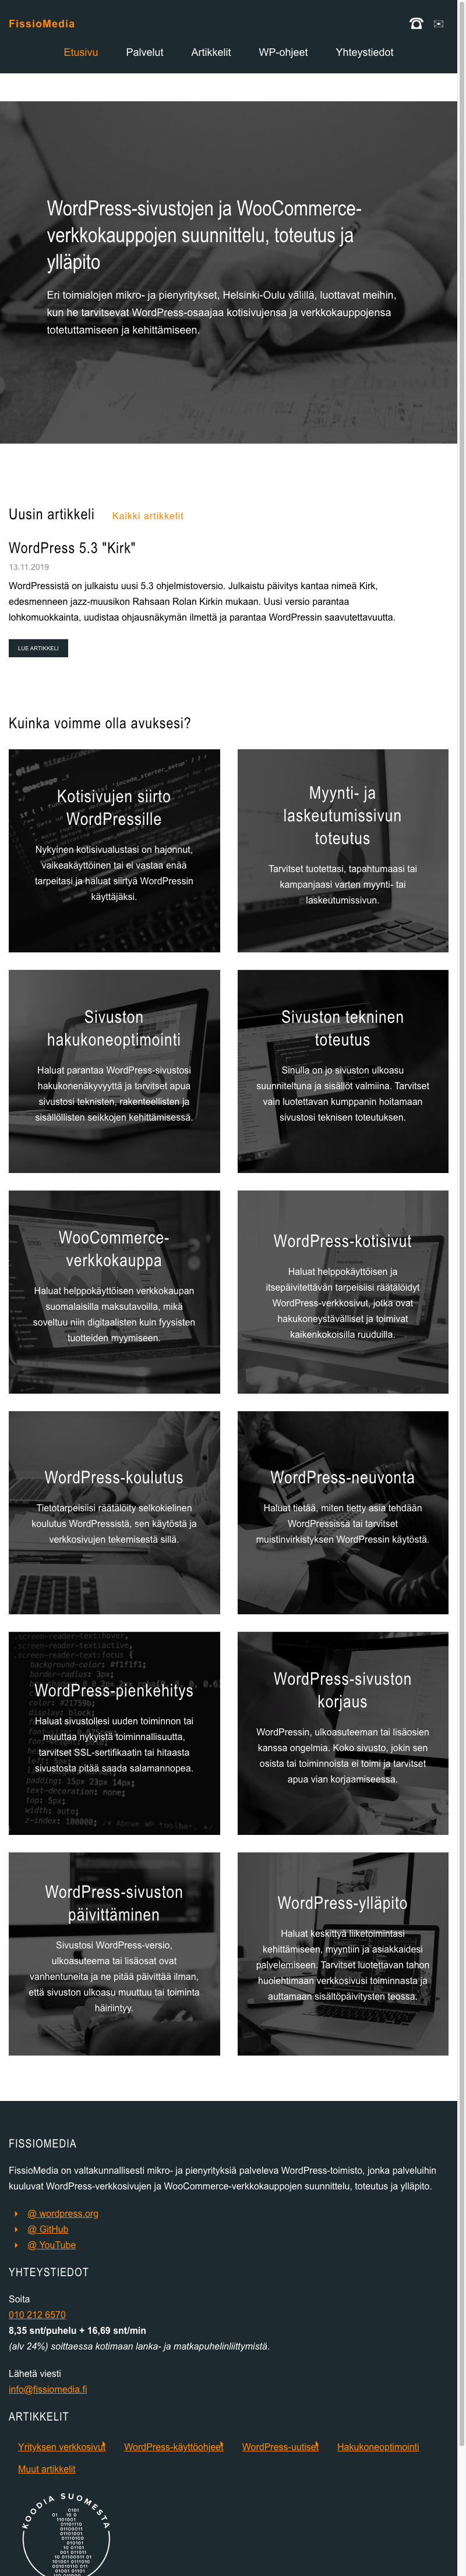 FissioMedia
Etusivu Palvelut Artikkelit WP-ohjeet Yhteystiedot
WordPress-sivustojen ja WooCommerce-
verkkokauppojen suunnittelu, toteutus ja
ylläpito
Eri toimialojen mikro- ja pienyritykset, Helsinki-Oulu välillä, luottavat meihin,
kun he tarvitsevat WordPress-osaajaa kotisivujensa ja verkkokauppojensa
totetuttamiseen ja kehittämiseen.
Uusin artikkeli Kaikki artikkelit
WordPress 5.3 "Kirk"
13.11.2019
WordPressistä on julkaistu uusi 5.3 ohjelmistoversio. Julkaistu päivitys kantaa nimeä Kirk,
edesmenneen jazz-muusikon Rahsaan Rolan Kirkin mukaan. Uusi versio parantaa
lohkomuokkainta, uudistaa ohjausnäkymän ilmettä ja parantaa WordPressin saavutettavuutta.
LUE ARTIKKELI
Kuinka voimme olla avuksesi?
Kotisivujen siirto
WordPressille
Nykyinen kotisivualustasi on hajonnut,
vaikeakäyttöinen tai ei vastaa enää
tarpeitasi ja haluat siirtyä WordPressin
käyttäjäksi.
Myynti- ja
laskeutumissivun
toteutus
Tarvitset tuotettasi, tapahtumaasi tai
kampanjaasi varten myynti- tai
laskeutumissivun.
Sivuston
hakukoneoptimointi
Haluat parantaa WordPress-sivustosi
hakukonenäkyvyyttä ja tarvitset apua
sivustosi teknisten, rakenteellisten ja
sisällöllisten seikkojen kehittämisessä.
Sivuston tekninen
toteutus
Sinulla on jo sivuston ulkoasu
suunniteltuna ja sisällöt valmiina. Tarvitset
vain luotettavan kumppanin hoitamaan
sivustosi teknisen toteutuksen.
WooCommerce-
verkkokauppa
Haluat helppokäyttöisen verkkokaupan
suomalaisilla maksutavoilla, mikä
soveltuu niin digitaalisten kuin fyysisten
tuotteiden myymiseen.
WordPress-kotisivut
Haluat helppokäyttöisen ja
itsepäivitettävän tarpeisiisi räätälöidyt
WordPress-verkkosivut, jotka ovat
hakukoneystävälliset ja toimivat
kaikenkokoisilla ruuduilla.
WordPress-koulutus
Tietotarpeisiisi räätälöity selkokielinen
koulutus WordPressistä, sen käytöstä ja
verkkosivujen tekemisestä sillä.
WordPress-neuvonta
Haluat tietää, miten tietty asia tehdään
WordPressissa tai tarvitset
muistinvirkistyksen WordPressin käytöstä.
WordPress-pienkehitys
Haluat sivustollesi uuden toiminnon tai
muuttaa nykyistä toiminnallisuutta,
tarvitset SSL-sertifikaatin tai hitaasta
sivustosta pitää saada salamannopea.
WordPress-sivuston
korjaus
WordPressin, ulkoasuteeman tai lisäosien
kanssa ongelmia. Koko sivusto, jokin sen
osista tai toiminnoista ei toimi ja tarvitset
apua vian korjaamiseessa.
WordPress-sivuston
päivittäminen
Sivustosi WordPress-versio,
ulkoasuteema tai lisäosat ovat
vanhentuneita ja ne pitää päivittää ilman,
että sivuston ulkoasu muuttuu tai toiminta
häiriintyy.
WordPress-ylläpito
Haluat keskittyä liiketoimintasi
kehittämiseen, myyntiin ja asiakkaidesi
palvelemiseen. Tarvitset luotettavan tahon
huolehtimaan verkkosivusi toiminnasta ja
auttamaan sisältöpäivitysten teossa.
FISSIOMEDIA
FissioMedia on valtakunnallisesti mikro- ja pienyrityksiä palveleva WordPress-toimisto, jonka palveluihin
kuuluvat WordPress-verkkosivujen ja WooCommerce-verkkokauppojen suunnittelu, toteutus ja ylläpito.
@ wordpress.org
@ GitHub
@ YouTube
YHTEYSTIEDOT
Soita
010 212 6570
8,35 snt/puhelu + 16,69 snt/min
(alv 24%) soittaessa kotimaan lanka- ja matkapuhelinliittymistä.
Lähetä viesti
info@fissiomedia.fi
ARTIKKELIT
Yrityksen verkkosivut WordPress-käyttöohjeet WordPress-uutiset Hakukoneoptimointi
Muut artikkelit
KOODIA SUOMESTA